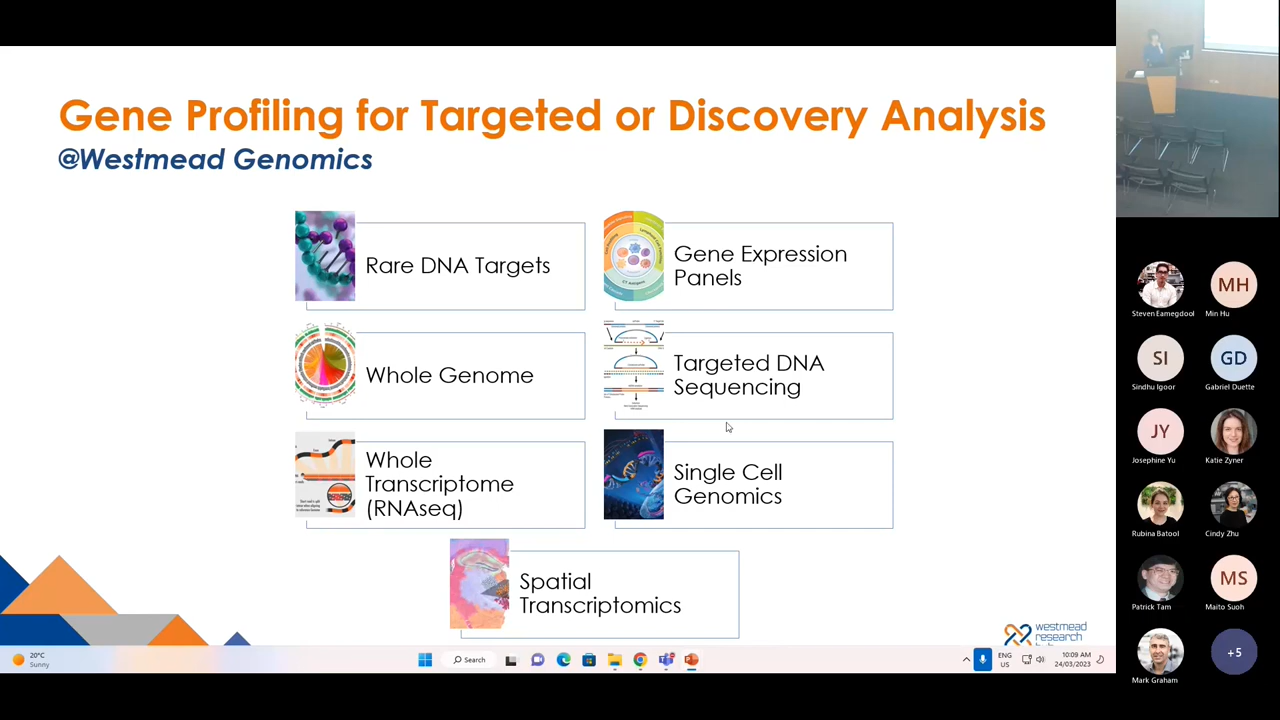 Gene Profiling for Targeted or Discovery Analysis
@Westmead Genomics
Rare DNA Targets
Gene Expression
Panels
Whole Genome
Targeted DNA
Sequencing
Whole
Transcriptome
(RNAseq)
Single Cell
Genomics
Spatial
Transcriptomics
westmead
research
20°C
Sunny
Search
ENG
US
10:09 AM
24/03/2023
Steven Eamegdool
MH
Min Hu
SI
Sindhu Igoor
GD
Gabriel Duette
JY
Josephine Yu
Katie Zyner
Rubina Batool
Cindy Zhu
Patrick Tam
MS
Maito Suoh
Mark Graham
+5